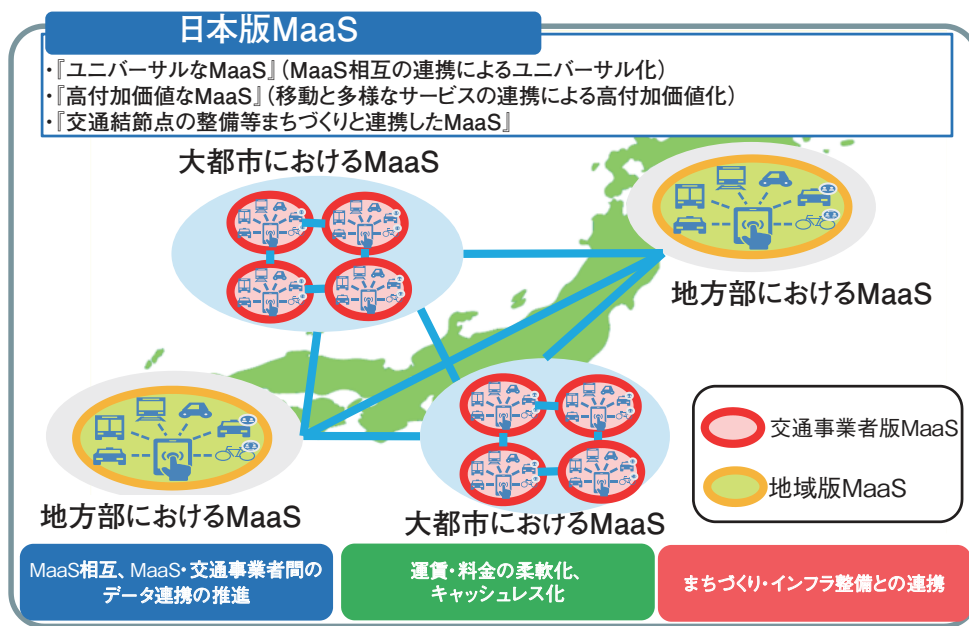 日本版MaaS
・『ユニバーサルなMaaS』(MaaS相互の連携によるユニバーサル化)
・『高付加価値なMaaS』(移動と多様なサービスの連携による高付加価値化)
・『交通結節点の整備等まちづくりと連携したMaaS』
大都市におけるMaaS
地方部におけるMaaS
地方部におけるMaaS
大都市におけるMaaS
交通事業者版MaaS
地域版MaaS
MaaS相互、MaaS・交通事業者間の
データ連携の推進
運賃・料金の柔軟化、
キャッシュレス化
まちづくり・インフラ整備との連携